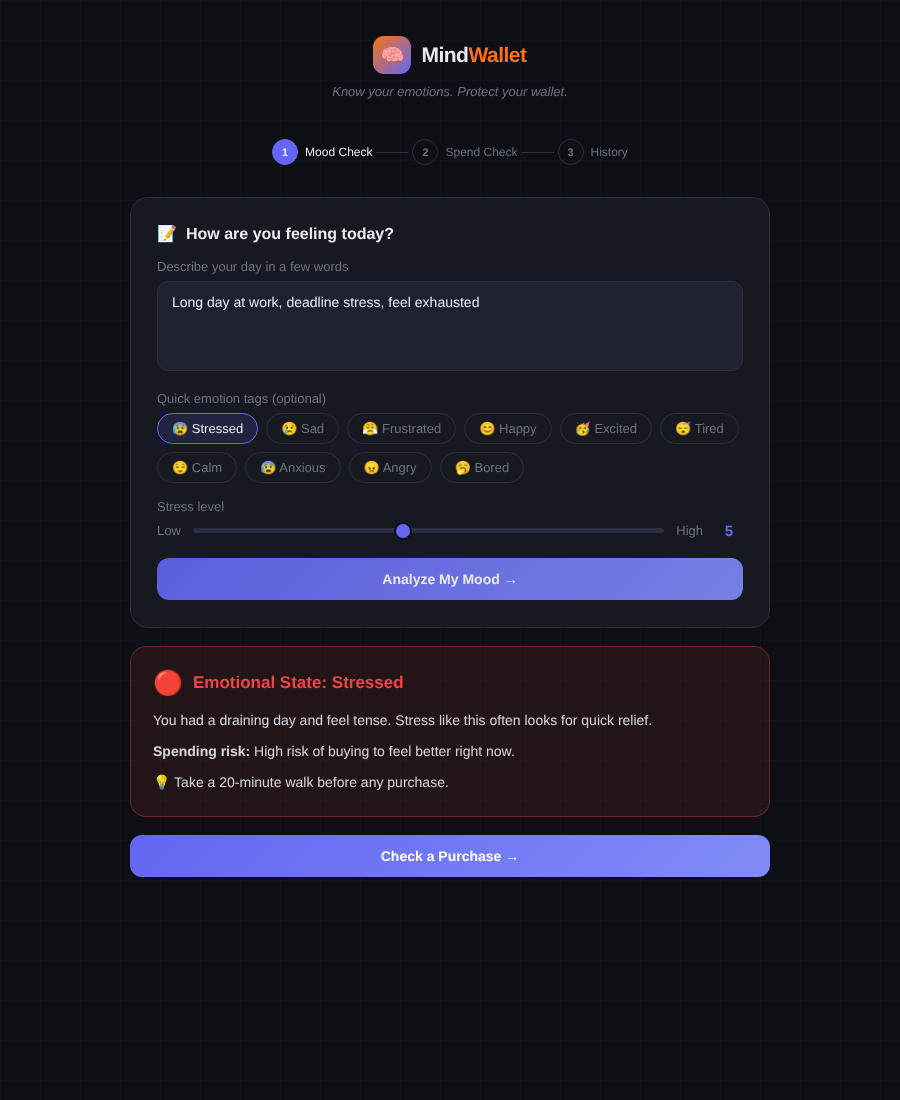 🧠 MindWallet
Know your emotions. Protect your wallet.
1 Mood Check 2 Spend Check 3 History
📝 How are you feeling today?
Describe your day in a few words
Long day at work, deadline stress, feel exhausted
Quick emotion tags (optional)
😰 Stressed 😢 Sad 😤 Frustrated 😊 Happy 🥳 Excited 😴 Tired
😌 Calm 😰 Anxious 😠 Angry 🥱 Bored
Stress level
Low High 5
Analyze My Mood →
🔴 Emotional State: Stressed
You had a draining day and feel tense. Stress like this often looks for quick relief.
Spending risk: High risk of buying to feel better right now.
💡 Take a 20-minute walk before any purchase.
Check a Purchase →